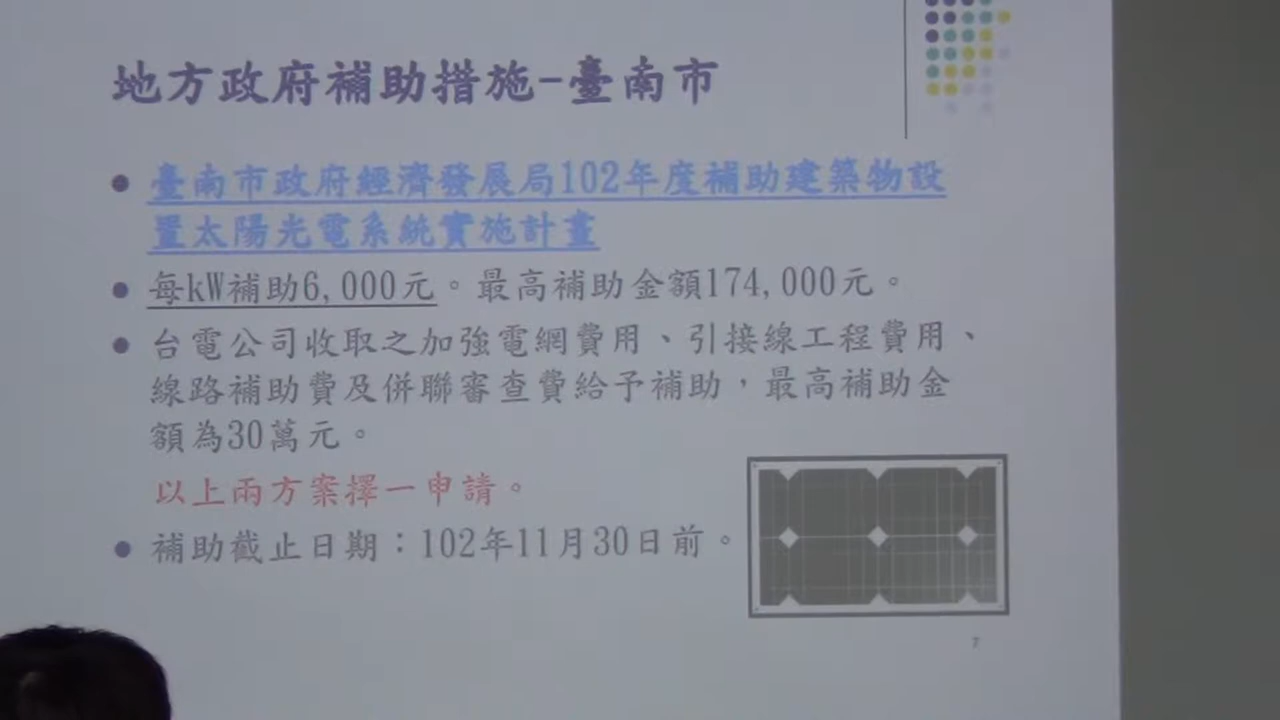 地方政府補助措施-臺南市
臺南市政府經濟發展局102年度補助建築物設
置太陽光電系統實施計畫
每kW補助6,000元。最高補助金額174,000元。
台電公司收取之加強電網費用、引接線工程費用、
線路補助費及併聯審查費給予補助，最高補助金
額為30萬元。
以上兩方案擇一申請。
補助截止日期：102年11月30日前。
7